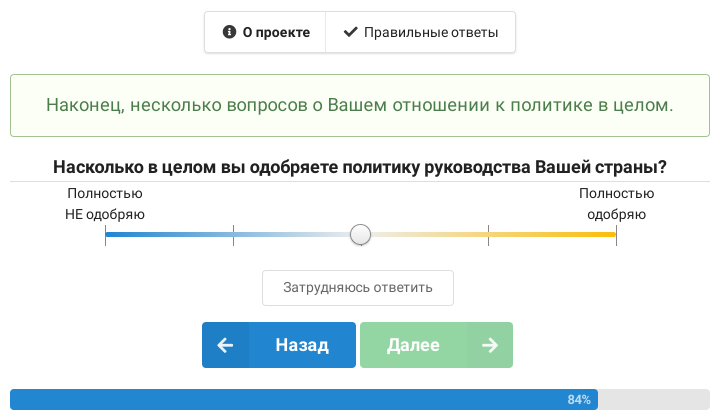 О проекте
Правильные ответы
Наконец, несколько вопросов о Вашем отношении к политике в целом.
Насколько в целом вы одобряете политику руководства Вашей страны?
Полностью
НЕ одобряю
Полностью
одобряю
Затрудняюсь ответить
Назад
Далее
84%